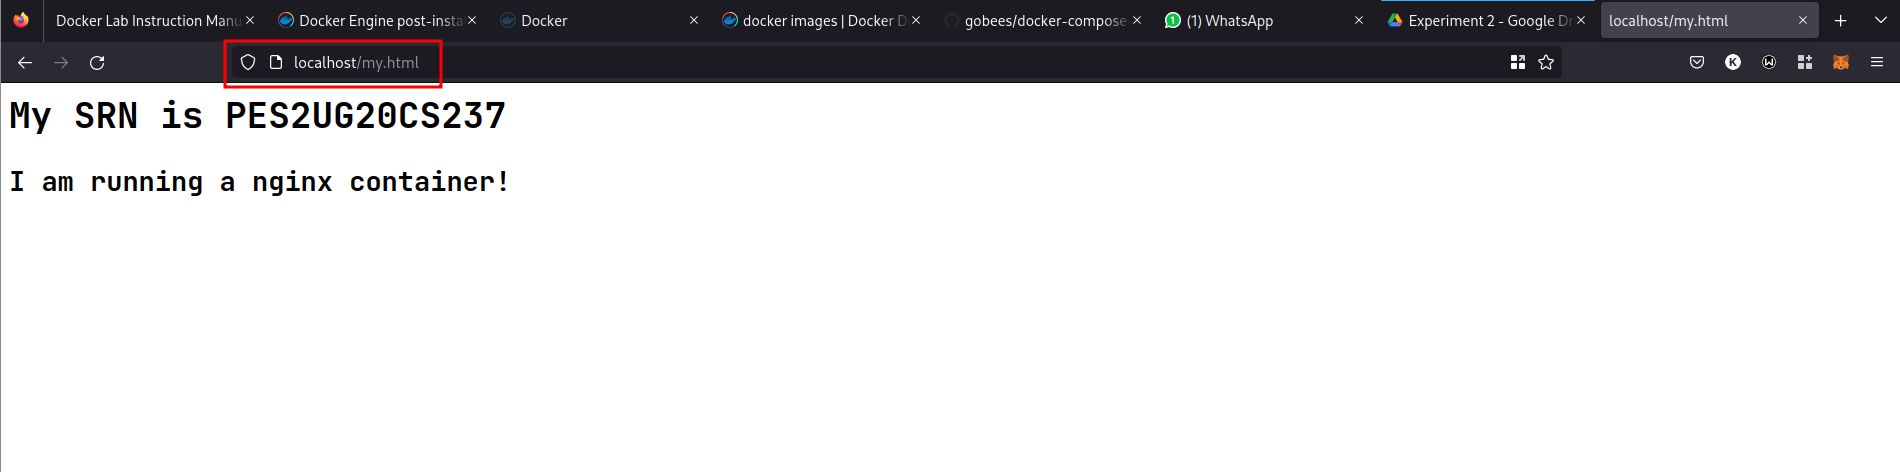 Docker Lab Instruction Manu
Docker Engine post-insta
Docker
docker images | Docker D
gobees/docker-compose-
(1) WhatsApp
Experiment 2 - Google Dr
localhost/my.html
localhost/my.html
K
My SRN is PES2UG20CS237
I am running a nginx container!